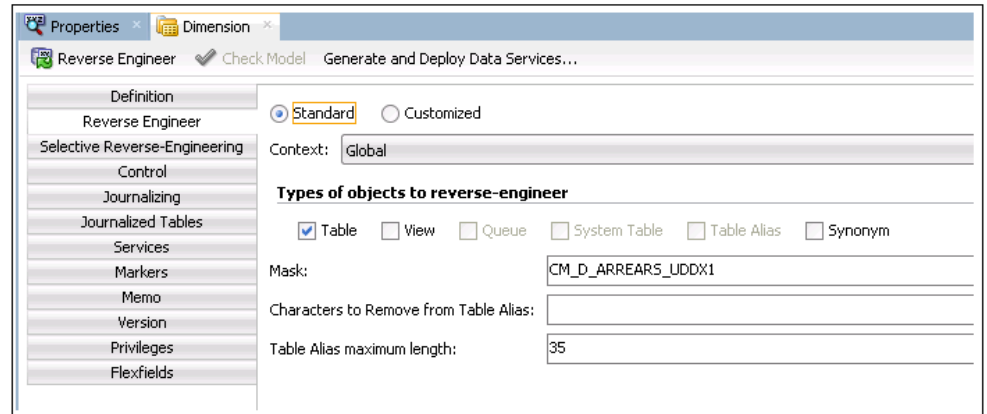 Properties Dimension
Reverse Engineer Check Model Generate and Deploy Data Services...
Definition
Reverse Engineer
Selective Reverse-Engineering
Control
Journalizing
Journalized Tables
Services
Markers
Memo
Version
Privileges
Flexfields
Standard Customized
Context: Global
Types of objects to reverse-engineer
Table View Queue System Table Table Alias Synonym
Mask: CM_D_ARREARS_UDDX1
Characters to Remove from Table Alias:
Table Alias maximum length: 35